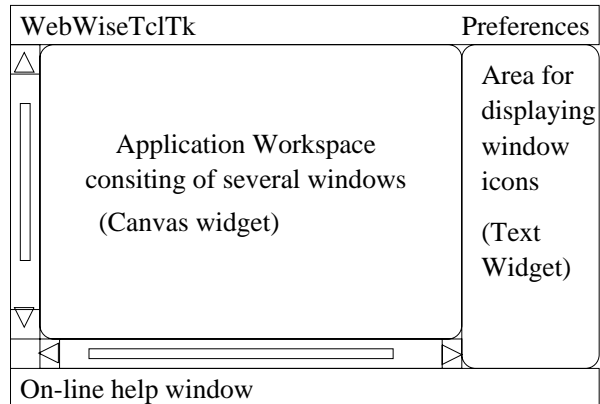 WebWiseTclTk Preferences
Application Workspace
consiting of several windows
(Canvas widget)
Area for
displaying
window
icons
(Text
Widget)
On-line help window